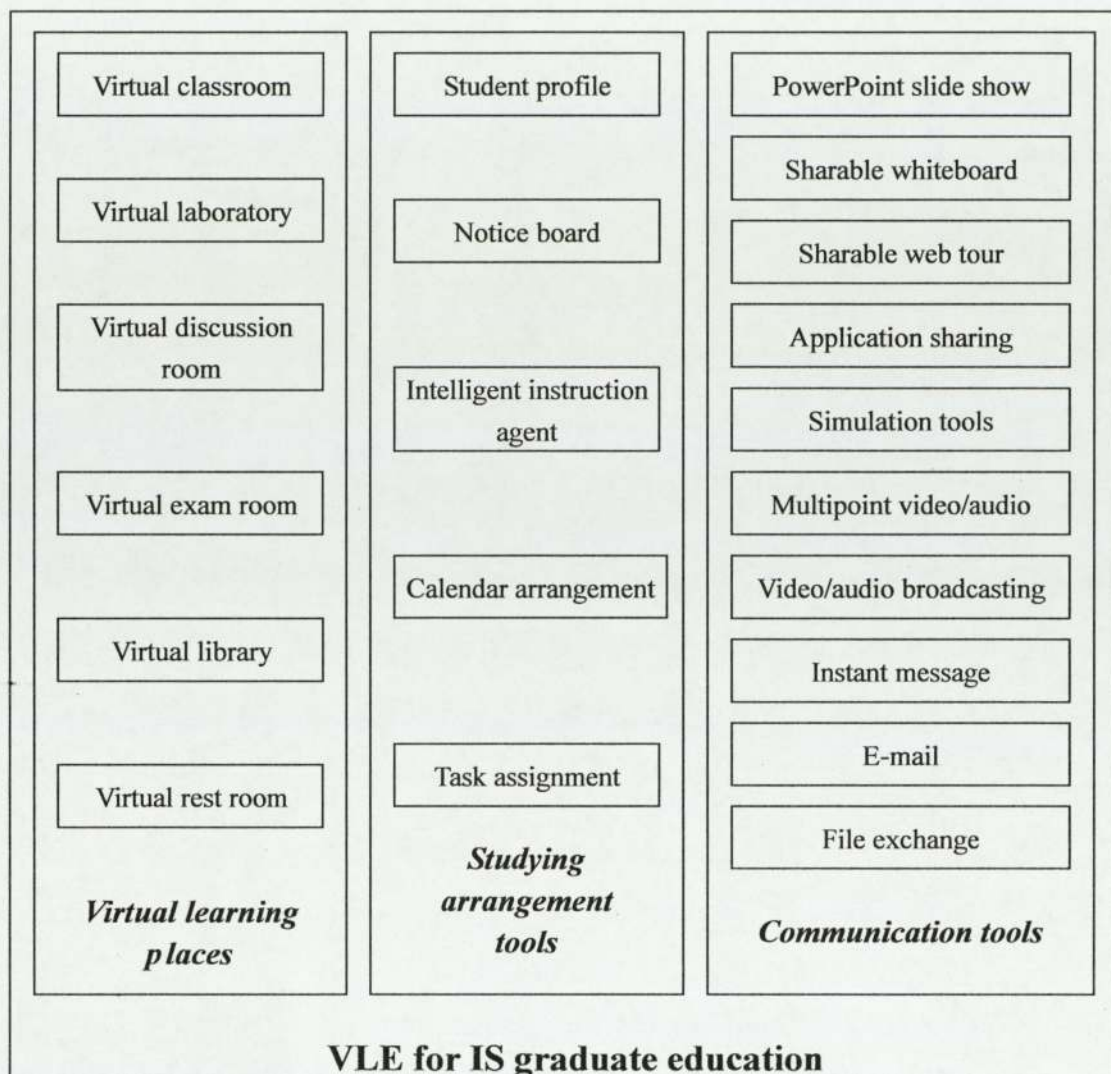 Virtual classroom
Virtual laboratory
Virtual discussion
room
Virtual exam room
Virtual library
Virtual rest room
Virtual learning
places
Student profile
Notice board
Intelligent instruction
agent
Calendar arrangement
Task assignment
Studying
arrangement
tools
PowerPoint slide show
Sharable whiteboard
Sharable web tour
Application sharing
Simulation tools
Multipoint video/audio
Video/audio broadcasting
Instant message
E-mail
File exchange
Communication tools
VLE for IS graduate education